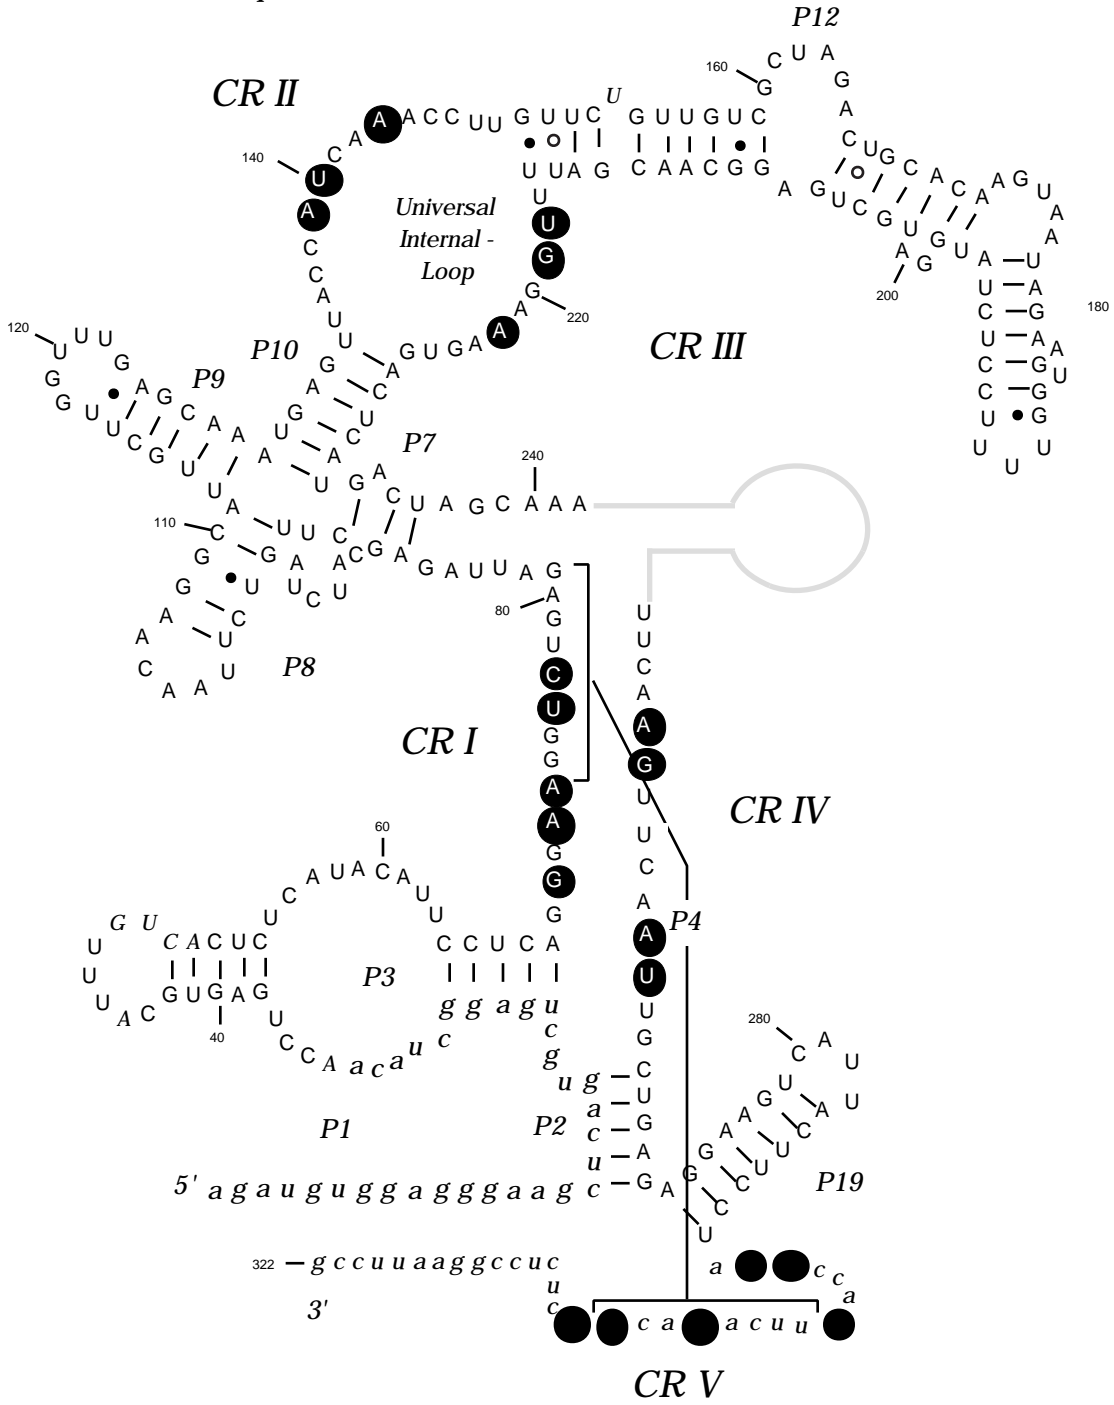 P12
CR II
160
G C U A G A C
A A C C U U G U U C U G U U G U C
140
A U C A
U U A G C A A C G G A G U C G U A G
U G C A C A A G U A A U A G A A U G G U U U U C C U C U A U G G
Universal
Internal -
Loop
U U G G A A
A C C A U U
200
180
220
CR III
120
U U U G A G C A A A
U G G U U C G U U A
P10
P9
U G A G
A G U G A
A C U C A U
P7
240
G A C U A G C A A A
110
C G G A A C A A U U C U G A U C U A C G A G A U U A G
U U C
80
A G U C U G G A A G G G A
P8
U U C A A G U U C A A U U G C U G A G A
CR I
CR IV
60
U C A U A C A U U C C U C A
G U C A C U C
U U U A C G U G A G U C C A a c a u c
P3
P4
g g a g u c g u g a c u c
40
280
G G A A G U C A U U A C U U C C U
P1
P2
P19
5' a g a u g u g g a g g g a a g c
322 g c c u u a a g g c c u c u c
3'
a c c a
c a a c u u
CR V